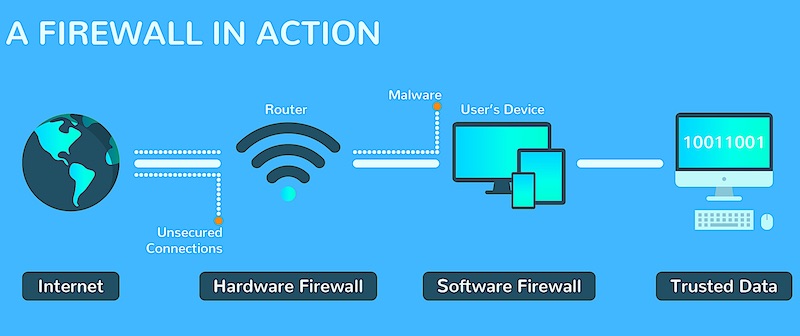 A FIREWALL IN ACTION
Malware
Router
User's Device
10011001
Unsecured
Connections
Internet
Hardware Firewall
Software Firewall
Trusted Data